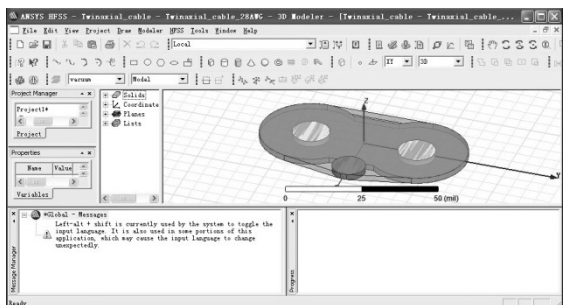 ANSYS HFSS - Twinaxial_cable - Twinaxial_cable_28AWG - 3D Modeler - [Twinaxial_cable - Twinaxial_cable_...
File Edit View Project Draw Modeler HFSS Tools Window Help
Local
XY 3D
vacuum Model
Project Manager
Project1*
Project
Solids
Coordinate
Planes
Lists
Properties
Name Value
Variables
Z
Y
0 25 50 (mil)
*Global - Messages
Left-alt + shift is currently used by the system to toggle the
input language. It is also used in some portions of this
application, which may cause the input language to change
unexpectedly.
Message Manager
Progress
Ready